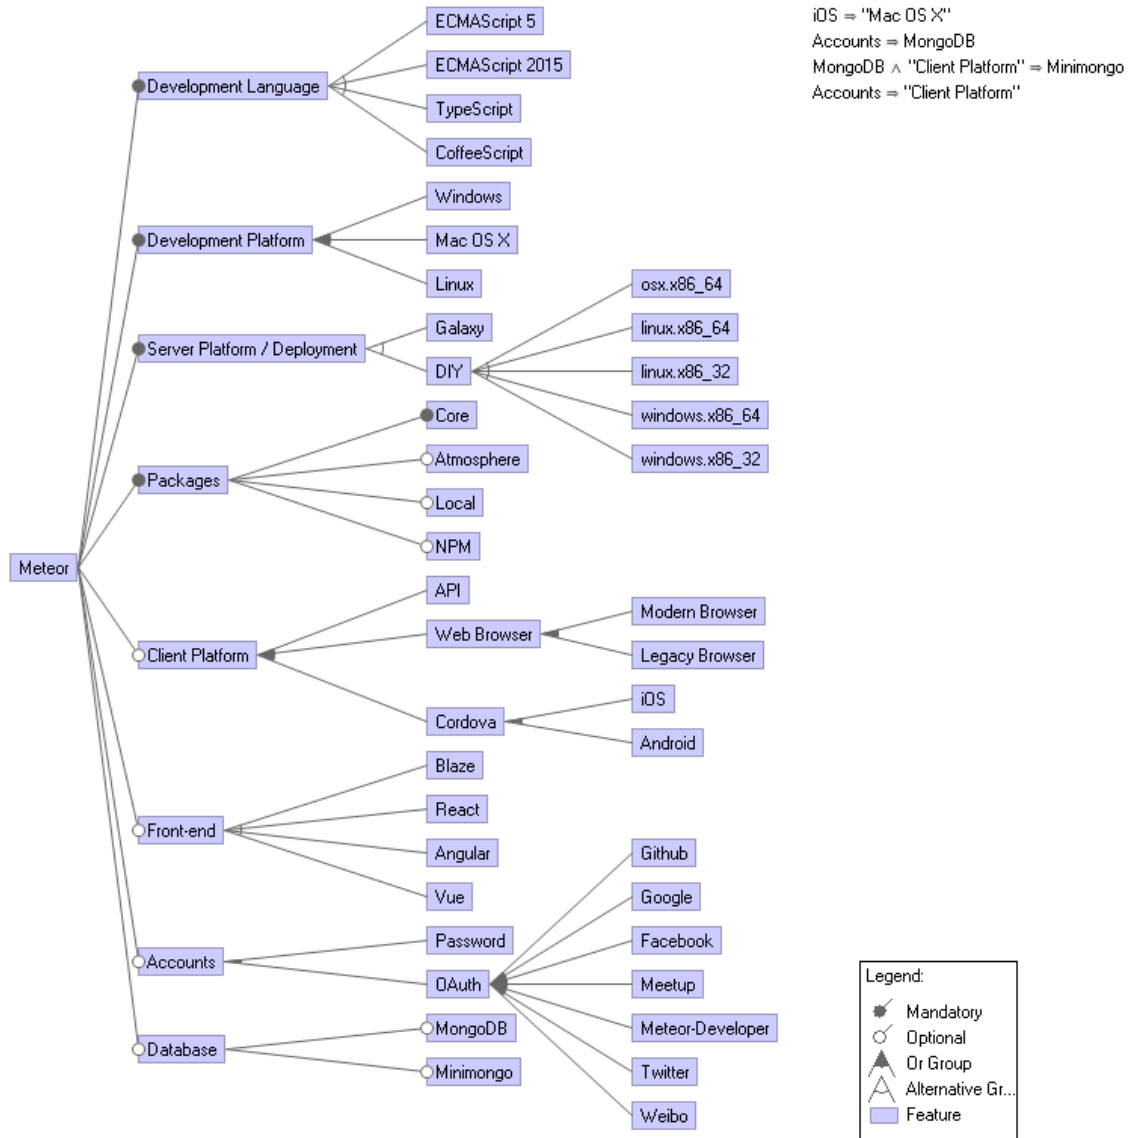 iOS ⇒ "Mac OS X"
Accounts ⇒ MongoDB
MongoDB ∧ "Client Platform" ⇒ Minimongo
Accounts ⇒ "Client Platform"
Meteor
Development Language
ECMAScript 5
ECMAScript 2015
TypeScript
CoffeeScript
Development Platform
Windows
Mac OS X
Linux
Server Platform / Deployment
Galaxy
DIY
osx.x86_64
linux.x86_64
linux.x86_32
windows.x86_64
windows.x86_32
Packages
Core
Atmosphere
Local
NPM
Client Platform
API
Web Browser
Modern Browser
Legacy Browser
Cordova
iOS
Android
Front-end
Blaze
React
Angular
Vue
Accounts
Password
OAuth
Github
Google
Facebook
Meetup
Meteor-Developer
Twitter
Weibo
Database
MongoDB
Minimongo
Legend:
Mandatory
Optional
Or Group
Alternative Gr...
Feature